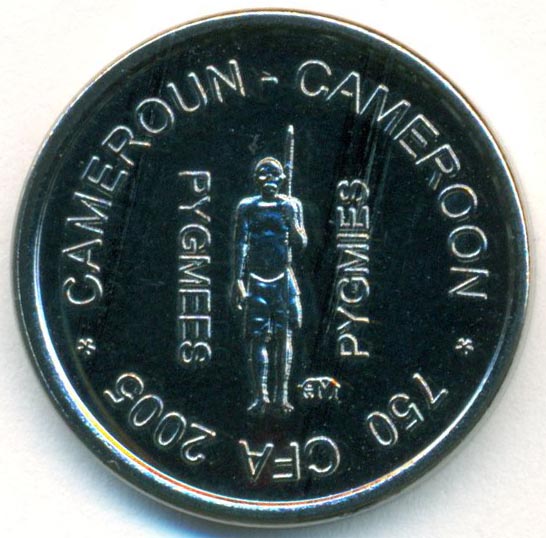 * CAMEROUN - CAMEROON *
PYGMEES
PYGMIES
750 CFA 2005